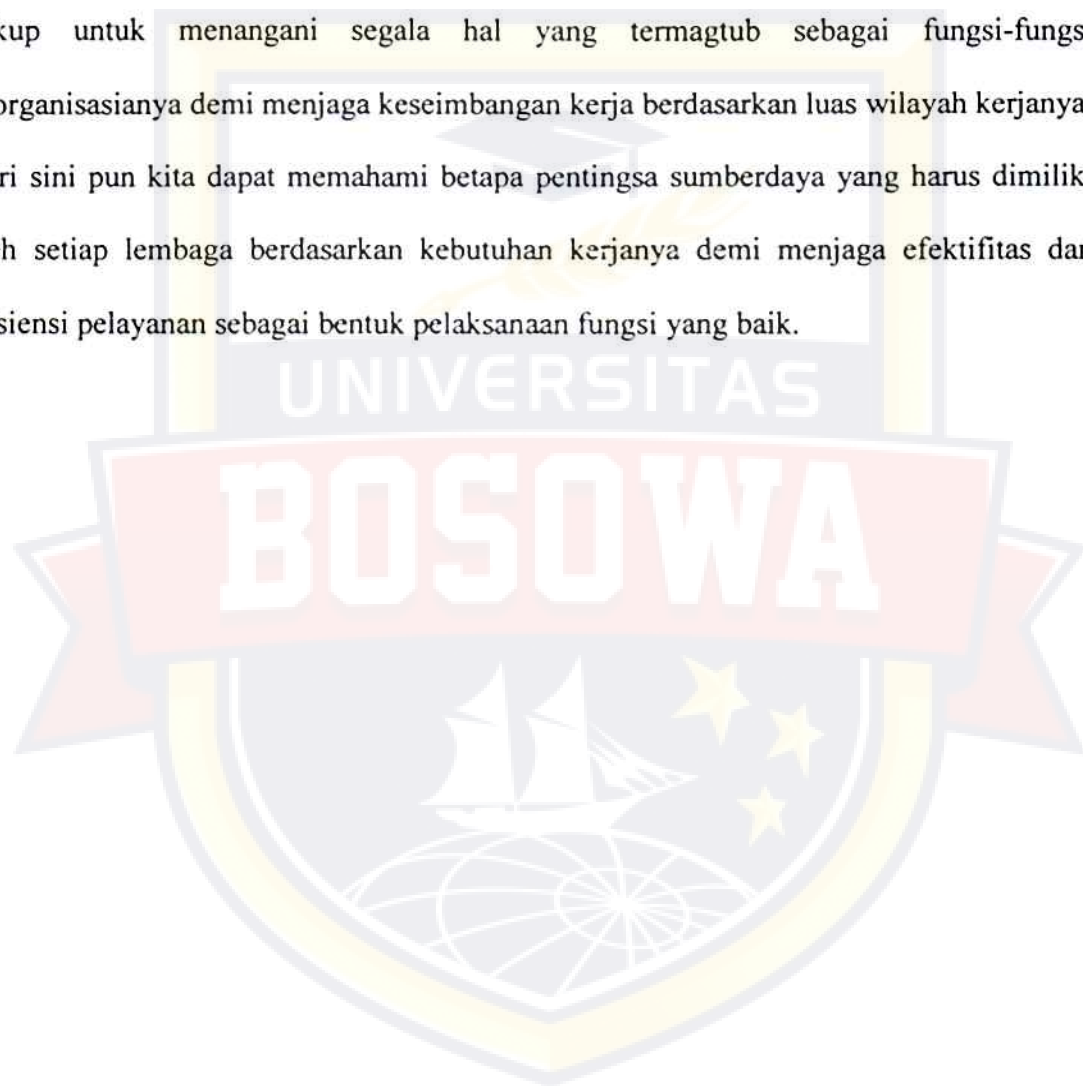 kup untuk menangani segala hal yang termagtub sebagai fungsi-fungs
organisasianya demi menjaga keseimbangan kerja berdasarkan luas wilayah kerjanya
ri sini pun kita dapat memahami betapa pentingsa sumberdaya yang harus dimilik
h setiap lembaga berdasarkan kebutuhan kerjanya demi menjaga efektifitas dar
siensi pelayanan sebagai bentuk pelaksanaan fungsi yang baik.
UNIVERSITAS
BOSOWA